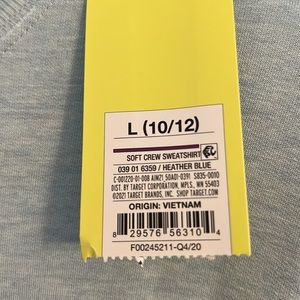 L (10/12)
SOFT CREW SWEATSHIRT
039 01 6359 / HEATHER BLUE
DIST. BY TARGET CORPORATION, MPLS., MN 55403
©2021 TARGET BRANDS, INC. SHOP TARGET.COM
ORIGIN: VIETNAM
8 29576 56310 4
F00245211-Q4/20